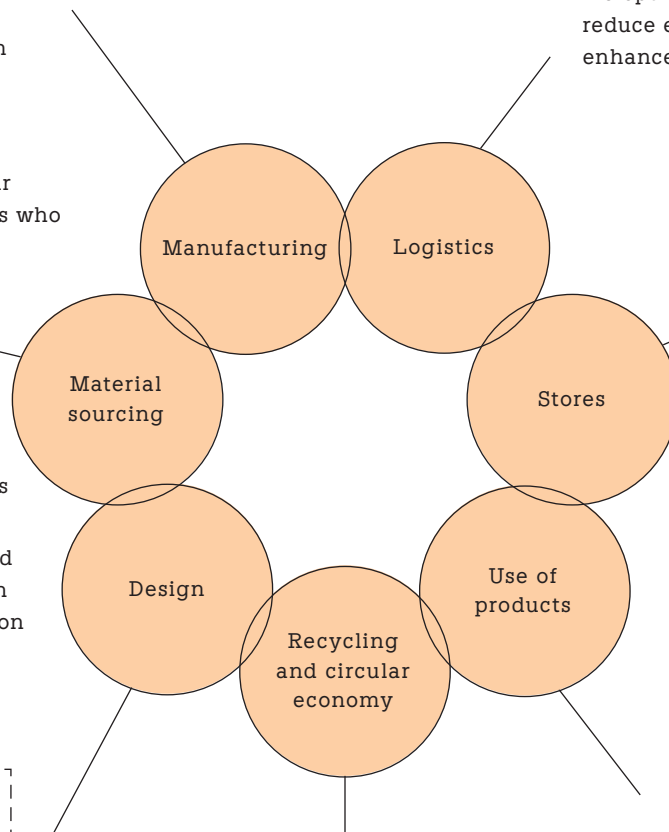 reduce
enhance
s who
Manufacturing
Logistics
Material
sourcing
Stores
Design
Use of
products
Recycling
and circular
economy